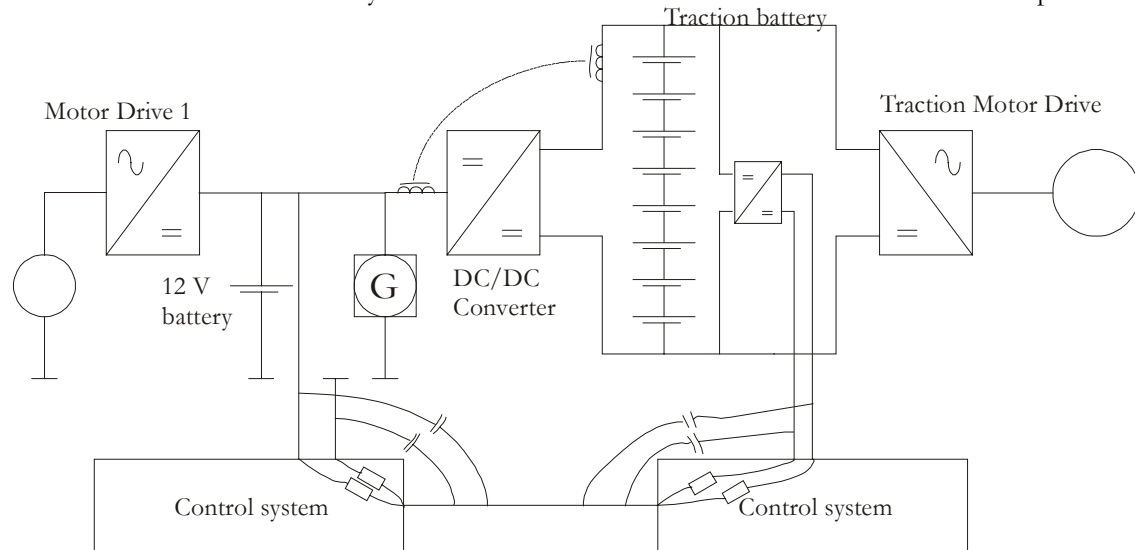 Traction battery
Motor Drive 1
Traction Motor Drive
12 V
battery
G
DC/DC
Converter
Control system
Control system